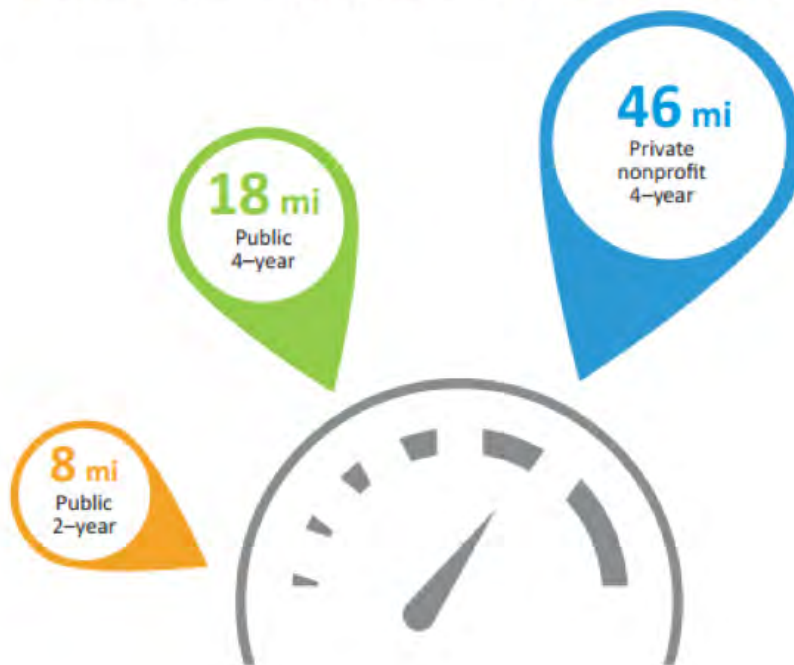 46 mi
Private
nonprofit
4–year
18 mi
Public
4–year
8 mi
Public
2–year